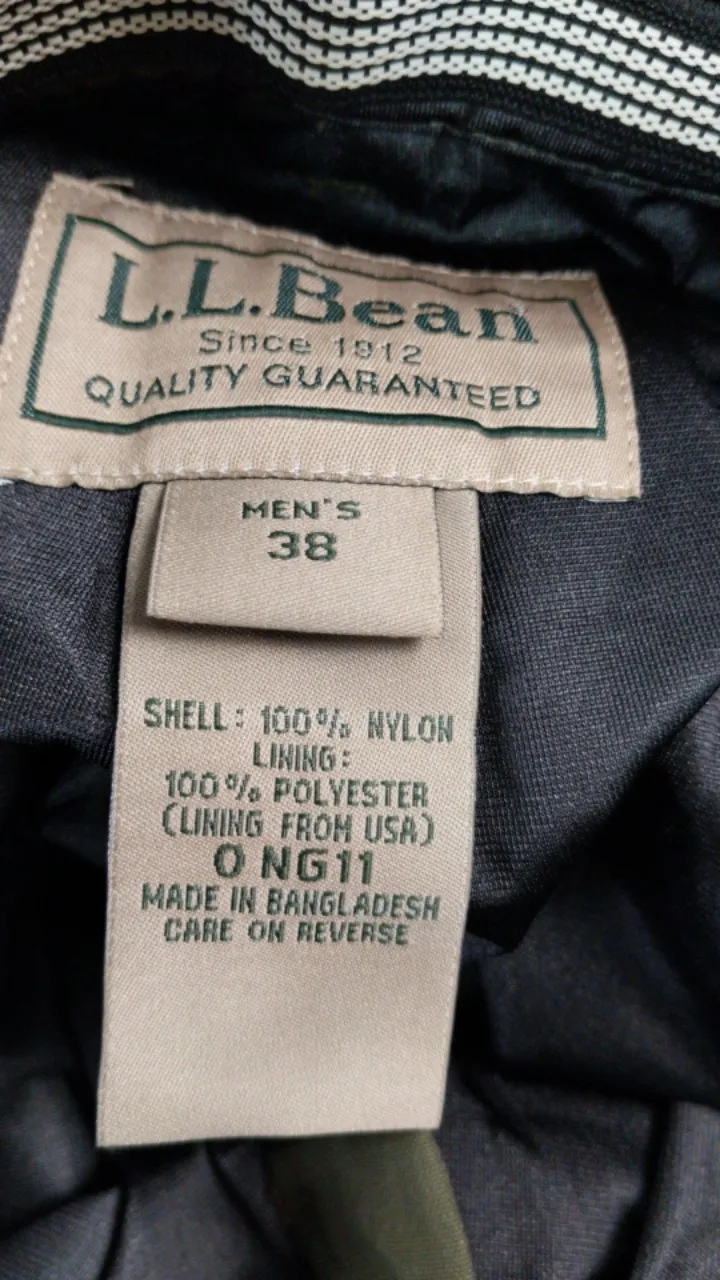 L.L.Bean
Since 1912
QUALITY GUARANTEED
MEN'S
38
SHELL: 100% NYLON
LINING:
100% POLYESTER
(LINING FROM USA)
0 NG11
MADE IN BANGLADESH
CARE ON REVERSE